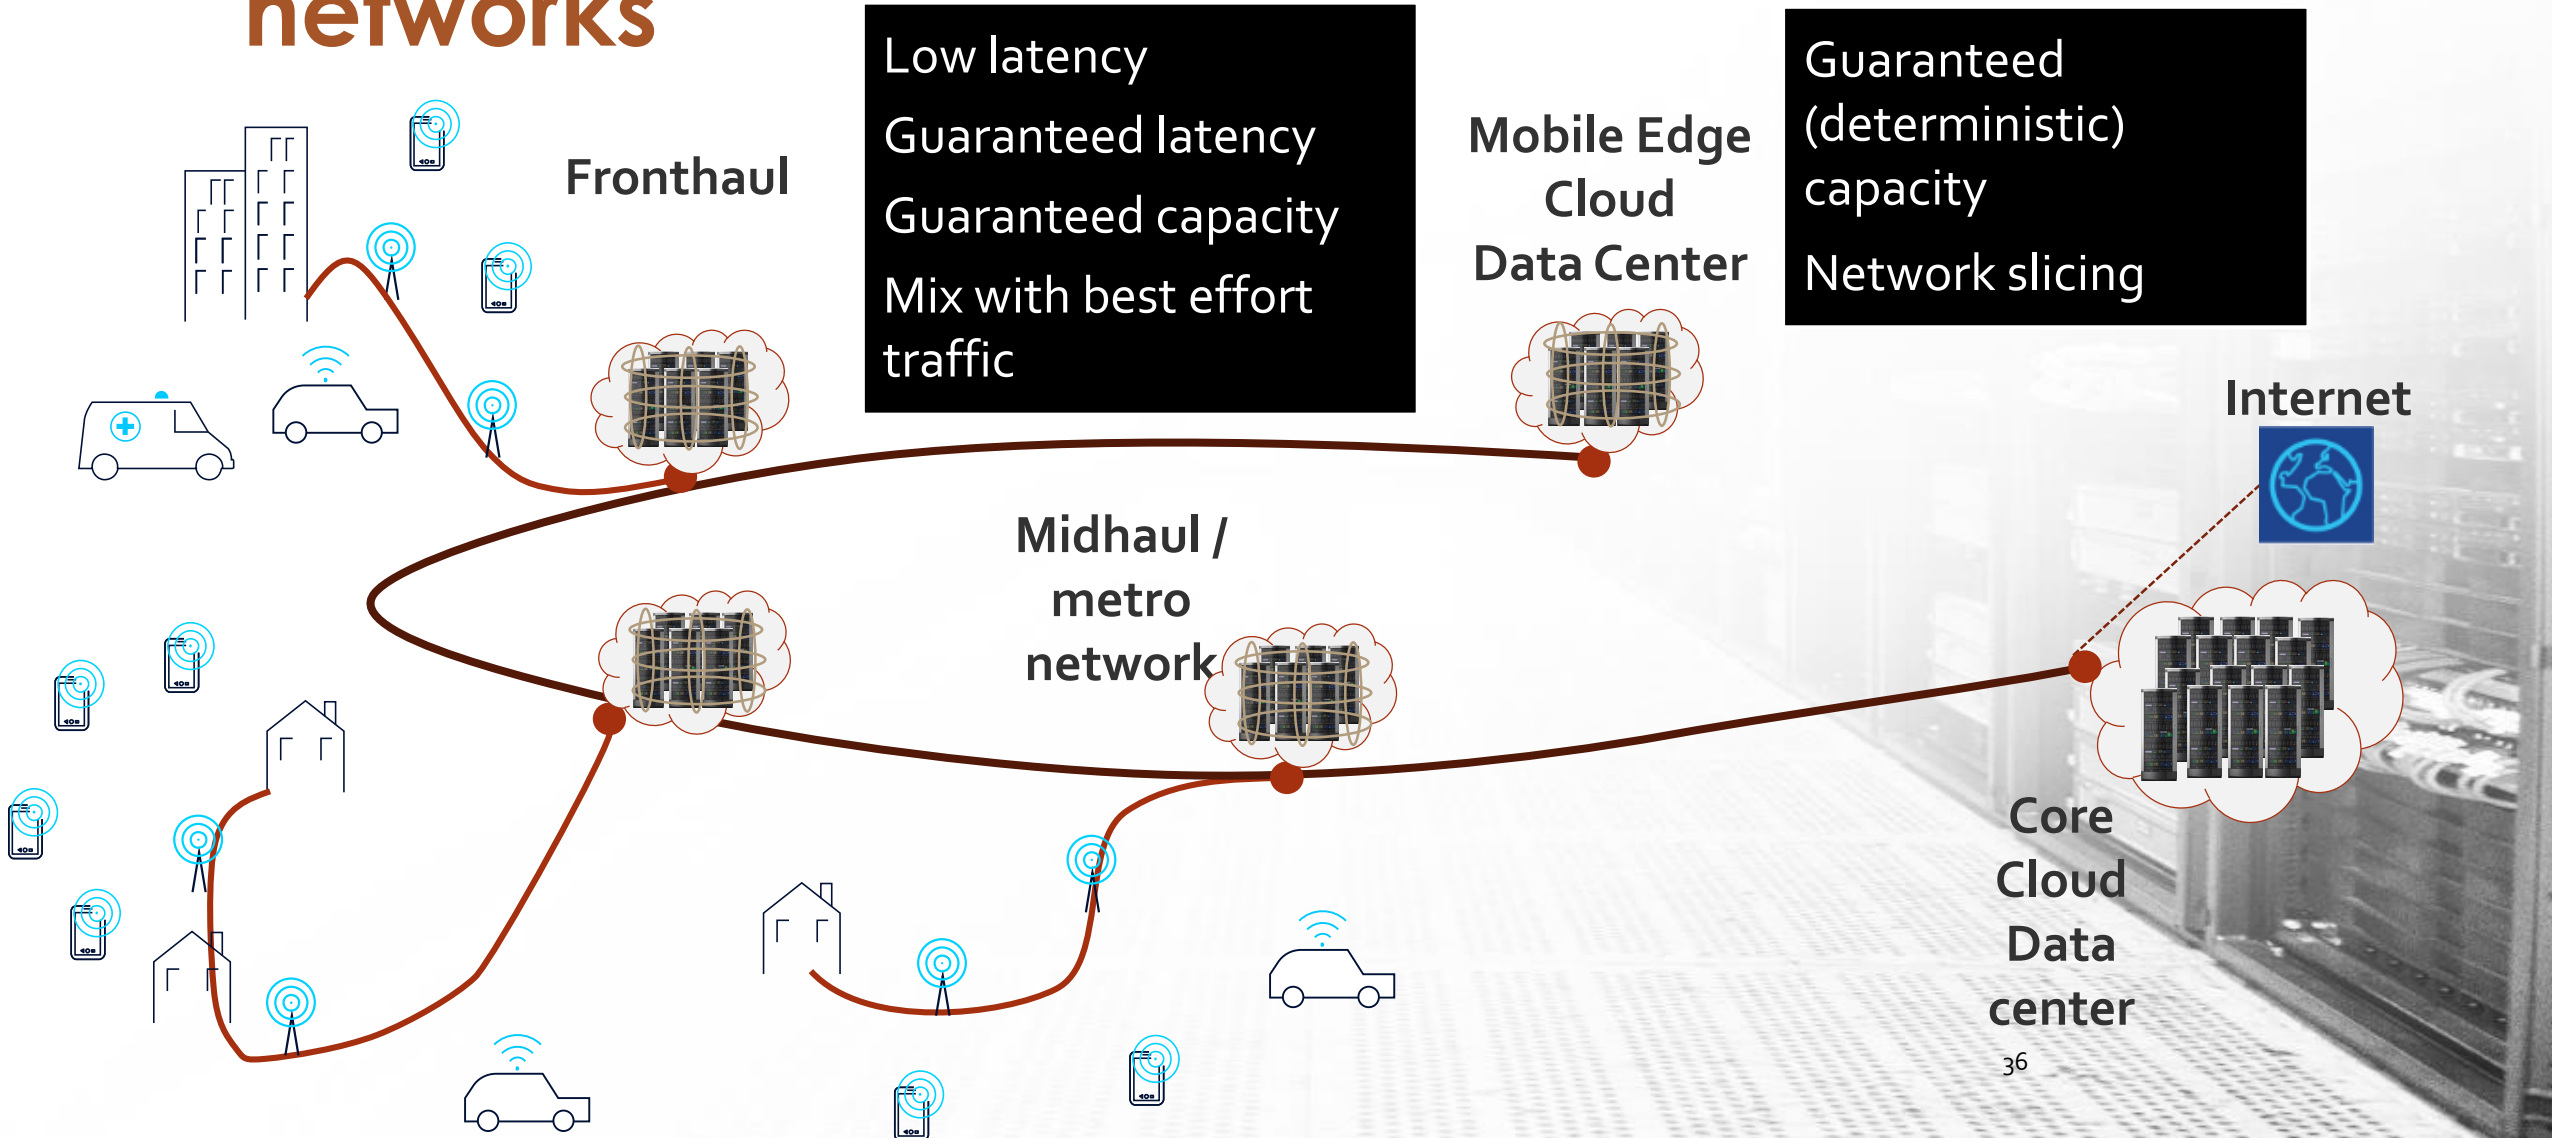 networks
Low latency
Guaranteed latency
Guaranteed capacity
Mix with best effort
traffic
Guaranteed
(deterministic)
capacity
Network slicing
Fronthaul
Mobile Edge
Cloud
Data Center
Internet
Midhaul /
metro
network
Core
Cloud
Data
center
36